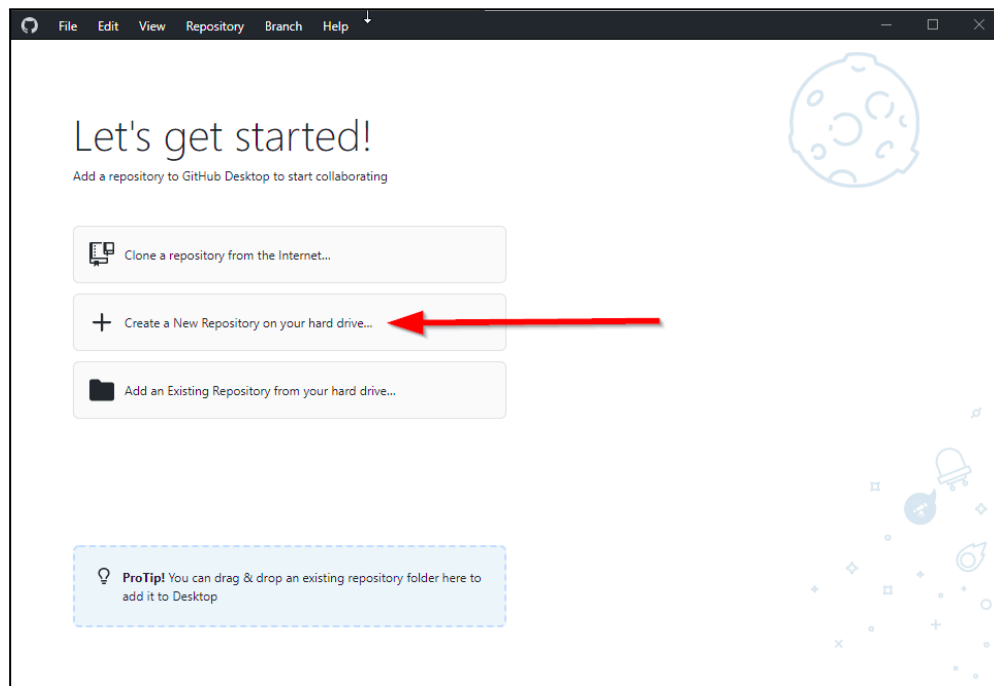 File Edit View Repository Branch Help
Let's get started!
Add a repository to GitHub Desktop to start collaborating
Clone a repository from the Internet...
Create a New Repository on your hard drive...
Add an Existing Repository from your hard drive...
ProTip! You can drag & drop an existing repository folder here to
add it to Desktop